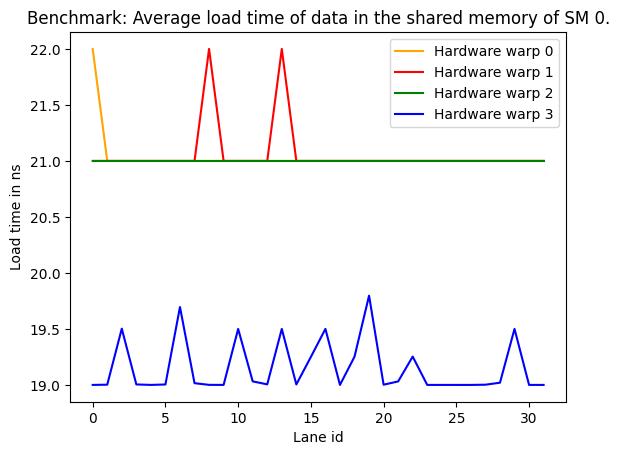 Benchmark: Average load time of data in the shared memory of SM 0.
22.0
21.5
21.0
20.5
20.0
19.5
19.0
Load time in ns
Hardware warp 0
Hardware warp 1
Hardware warp 2
Hardware warp 3
0 5 10 15 20 25 30
Lane id